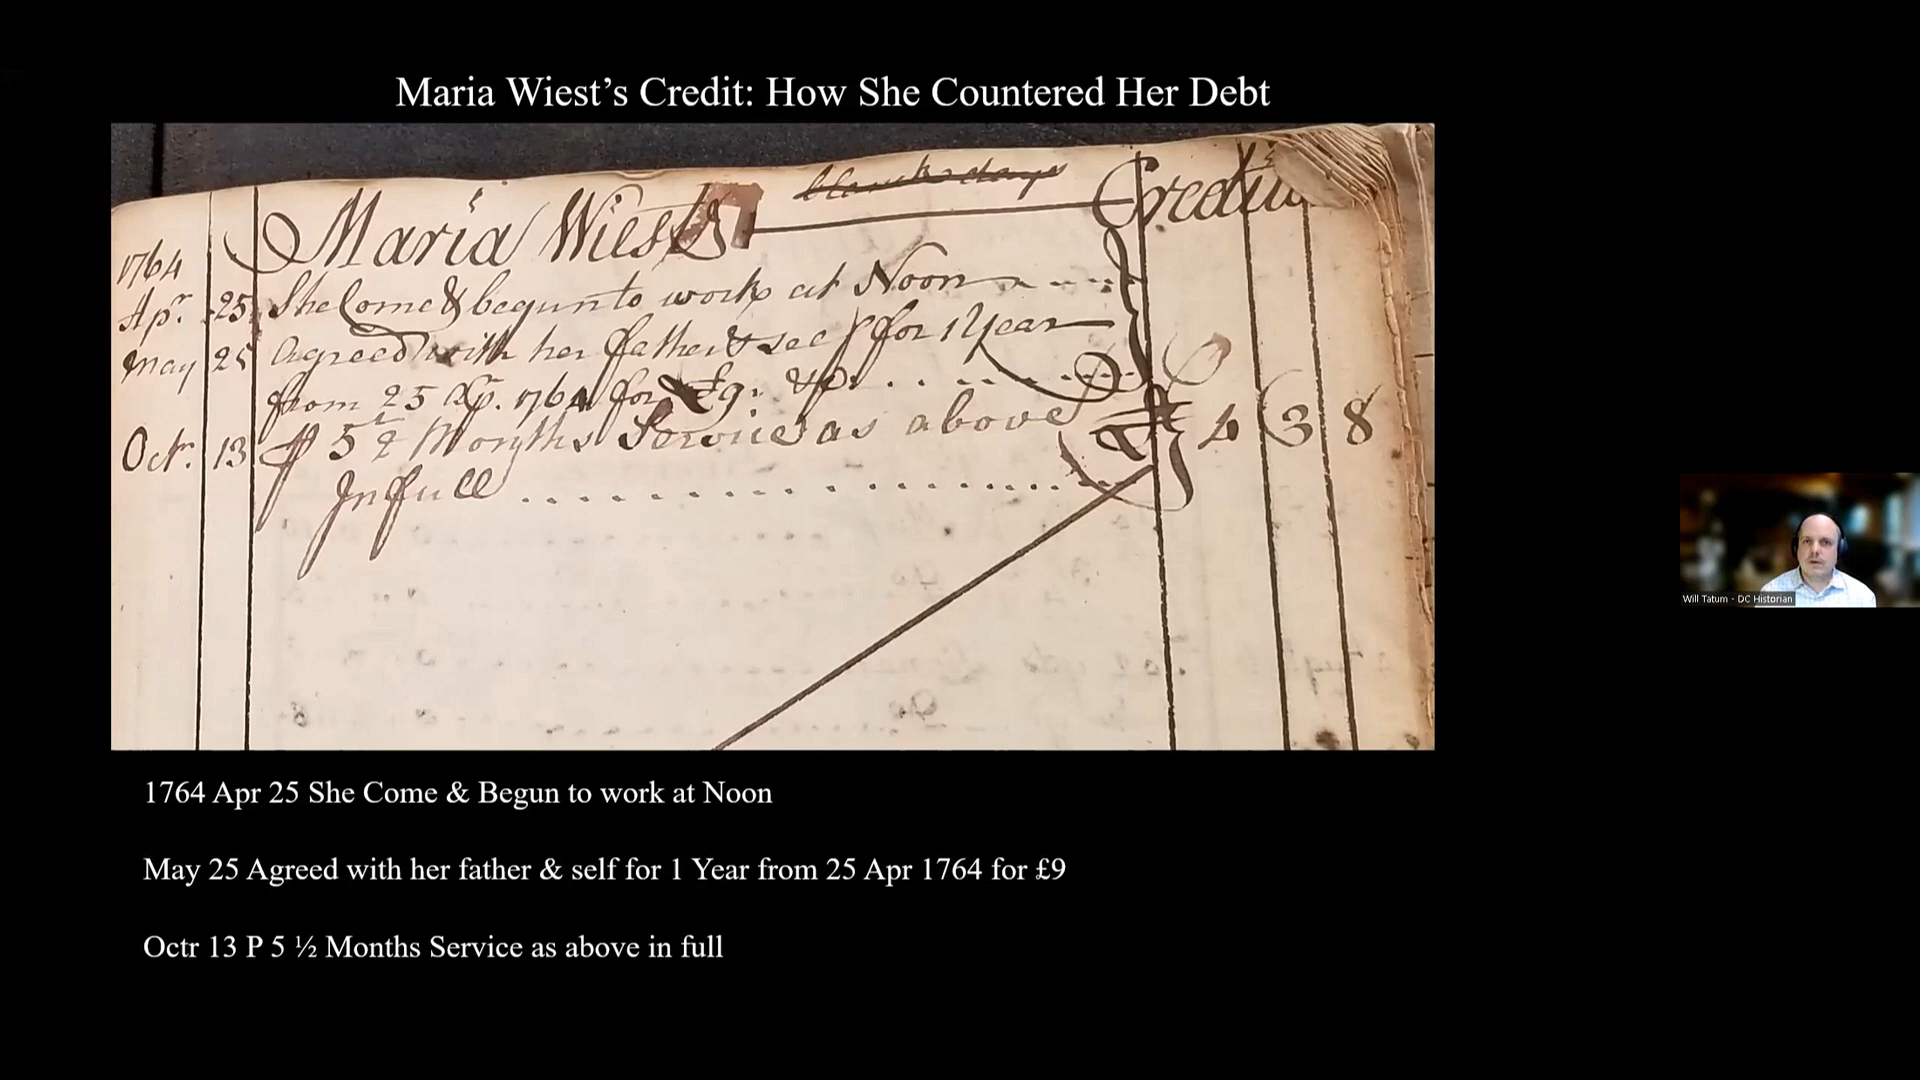 Maria Wiest's Credit: How She Countered Her Debt
1764 Maria Wiest Credit
Apr. 25 She Come & begun to work at Noon
May 25 Agreed with her father & self for 1 Year
from 25 Ap. 1764 for £9:
Octr. 13 P 5 1/2 Months Service as above 4 3 8
In full
1764 Apr 25 She Come & Begun to work at Noon
May 25 Agreed with her father & self for 1 Year from 25 Apr 1764 for £9
Octr 13 P 5 ½ Months Service as above in full
Will Tatum - DC Historian